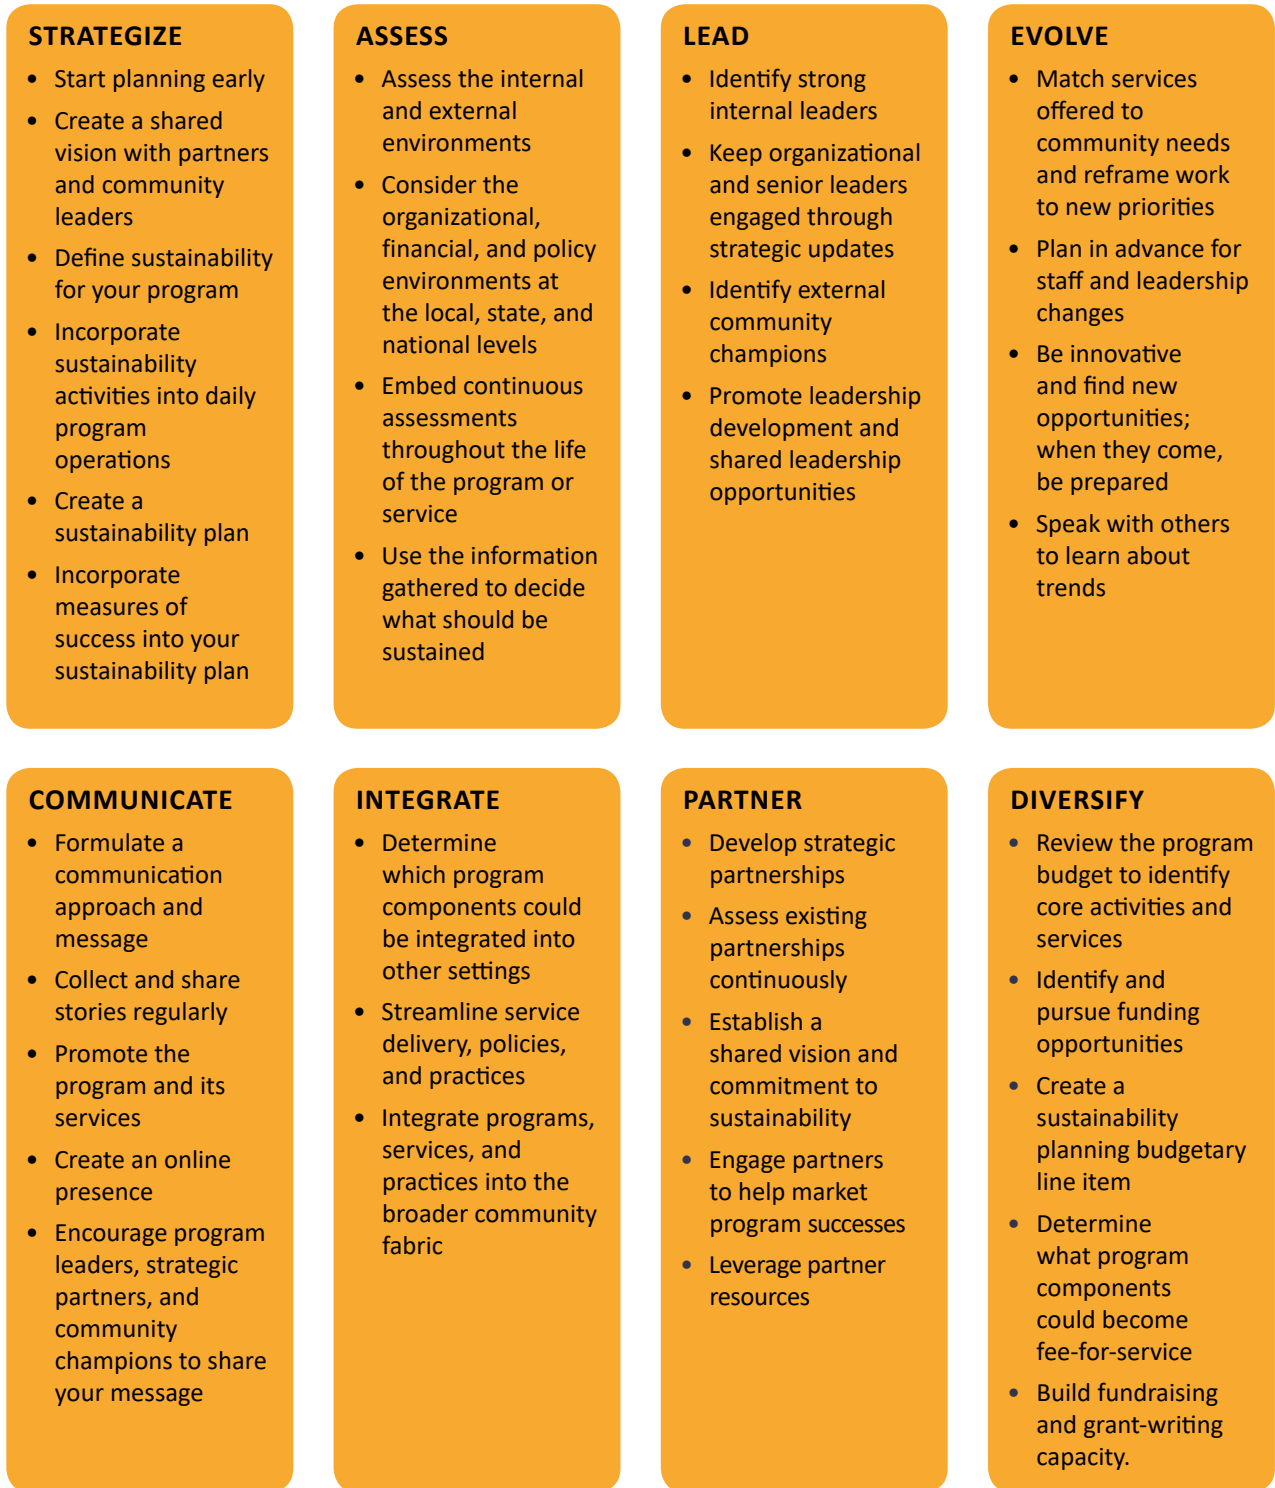 STRATEGIZE
• Start planning early
• Create a shared
vision with partners
and community
leaders
• Define sustainability
for your program
• Incorporate
sustainability
activities into daily
program
operations
• Create a
sustainability plan
• Incorporate
measures of
success into your
sustainability plan
ASSESS
• Assess the internal
and external
environments
• Consider the
organizational,
financial, and policy
environments at
the local, state, and
national levels
• Embed continuous
assessments
throughout the life
of the program or
service
• Use the information
gathered to decide
what should be
sustained
LEAD
• Identify strong
internal leaders
• Keep organizational
and senior leaders
engaged through
strategic updates
• Identify external
community
champions
• Promote leadership
development and
shared leadership
opportunities
EVOLVE
• Match services
offered to
community needs
and reframe work
to new priorities
• Plan in advance for
staff and leadership
changes
• Be innovative
and find new
opportunities;
when they come,
be prepared
• Speak with others
to learn about
trends
COMMUNICATE
• Formulate a
communication
approach and
message
• Collect and share
stories regularly
• Promote the
program and its
services
• Create an online
presence
• Encourage program
leaders, strategic
partners, and
community
champions to share
your message
INTEGRATE
• Determine
which program
components could
be integrated into
other settings
• Streamline service
delivery, policies,
and practices
• Integrate programs,
services, and
practices into the
broader community
fabric
PARTNER
• Develop strategic
partnerships
• Assess existing
partnerships
continuously
• Establish a
shared vision and
commitment to
sustainability
• Engage partners
to help market
program successes
• Leverage partner
resources
DIVERSIFY
• Review the program
budget to identify
core activities and
services
• Identify and
pursue funding
opportunities
• Create a
sustainability
planning budgetary
line item
• Determine
what program
components
could become
fee-for-service
• Build fundraising
and grant-writing
capacity.